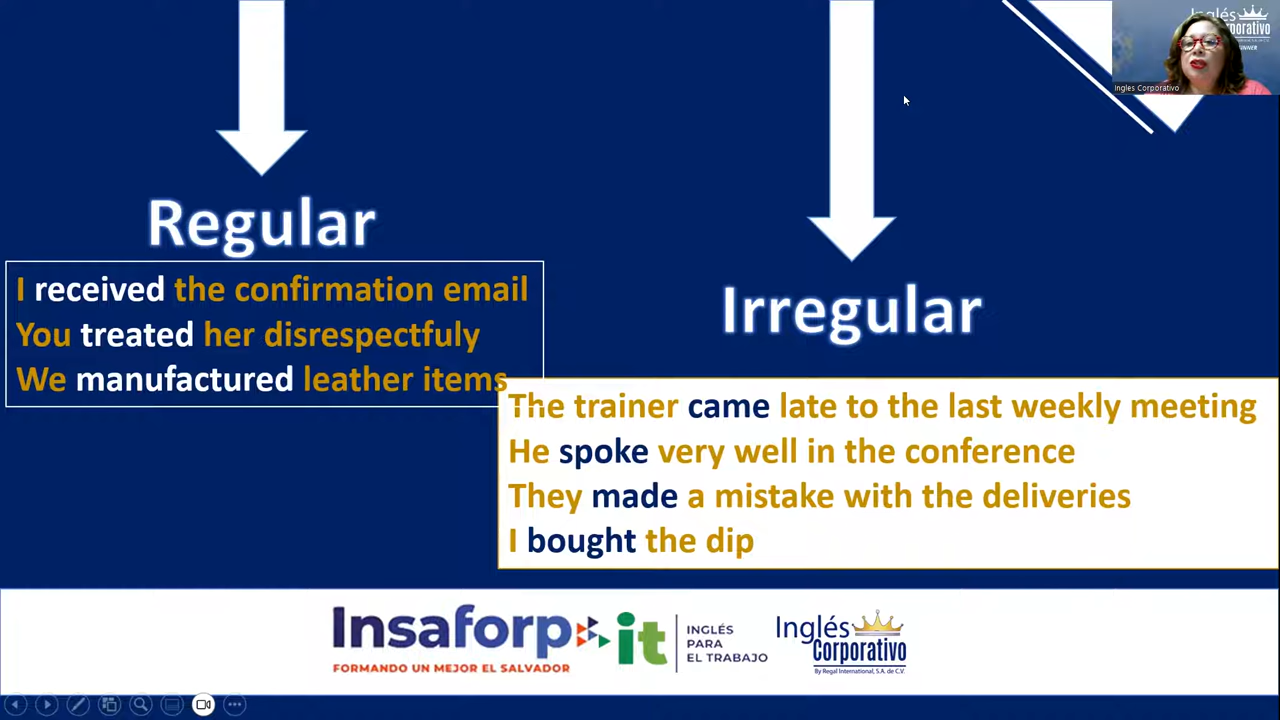 Inglés
Corporativo
Ingles Corporativo
Regular
I received the confirmation email
You treated her disrespectfuly
We manufactured leather items
Irregular
The trainer came late to the last weekly meeting
He spoke very well in the conference
They made a mistake with the deliveries
I bought the dip
Insaforp
FORMANDO UN MEJOR EL SALVADOR
it
INGLÉS
PARA
EL TRABAJO
Inglés
Corporativo
By Regal International, S.A. de C.V.